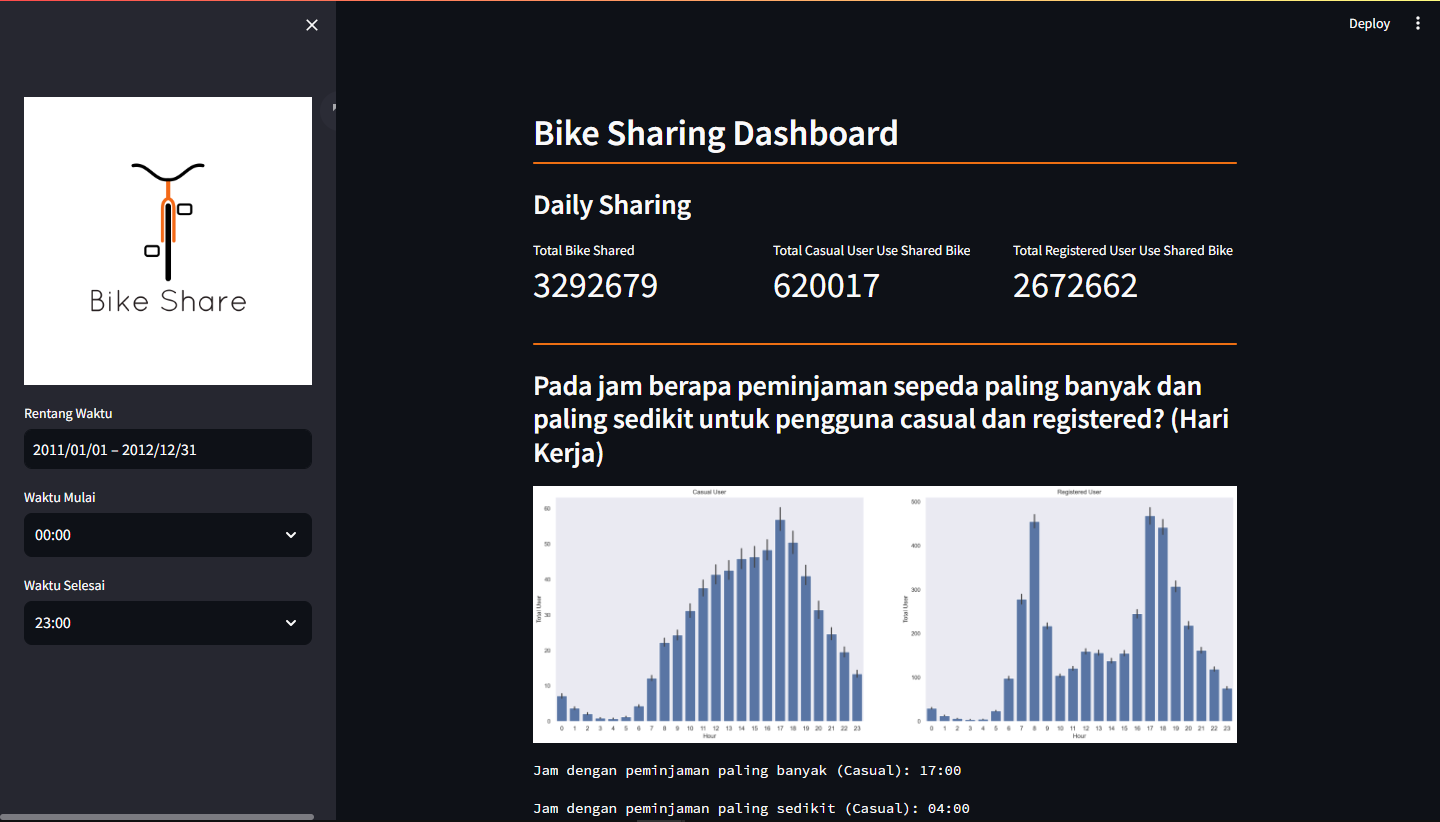 Deploy
Bike Share
Rentang Waktu
2011/01/01 – 2012/12/31
Waktu Mulai
00:00
Waktu Selesai
23:00
Bike Sharing Dashboard
Daily Sharing
Total Bike Shared
3292679
Total Casual User Use Shared Bike
620017
Total Registered User Use Shared Bike
2672662
Pada jam berapa peminjaman sepeda paling banyak dan
paling sedikit untuk pengguna casual dan registered? (Hari
Kerja)
Casual User
Total User
60
50
40
30
20
10
0
0 1 2 3 4 5 6 7 8 9 10 11 12 13 14 15 16 17 18 19 20 21 22 23
Hour
Registered User
Total User
500
400
300
200
100
0
0 1 2 3 4 5 6 7 8 9 10 11 12 13 14 15 16 17 18 19 20 21 22 23
Hour
Jam dengan peminjaman paling banyak (Casual): 17:00
Jam dengan peminjaman paling sedikit (Casual): 04:00